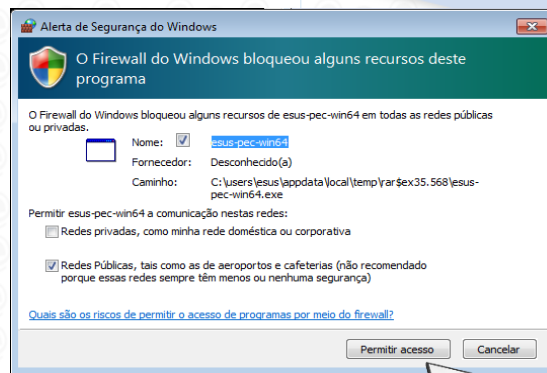 Alerta de Segurança do Windows
O Firewall do Windows bloqueou alguns recursos deste
programa
O Firewall do Windows bloqueou alguns recursos de esus-pec-win64 em todas as redes públicas
ou privadas.
Nome: esus-pec-win64
Fornecedor: Desconhecido(a)
Caminho: C:\users\esus\appdata\local\temp\rar$ex35.568\esus-
pec-win64.exe
Permitir esus-pec-win64 a comunicação nestas redes:
Redes privadas, como minha rede doméstica ou corporativa
Redes Públicas, tais como as de aeroportos e cafeterias (não recomendado
porque essas redes sempre têm menos ou nenhuma segurança)
Quais são os riscos de permitir o acesso de programas por meio do firewall?
Permitir acesso Cancelar